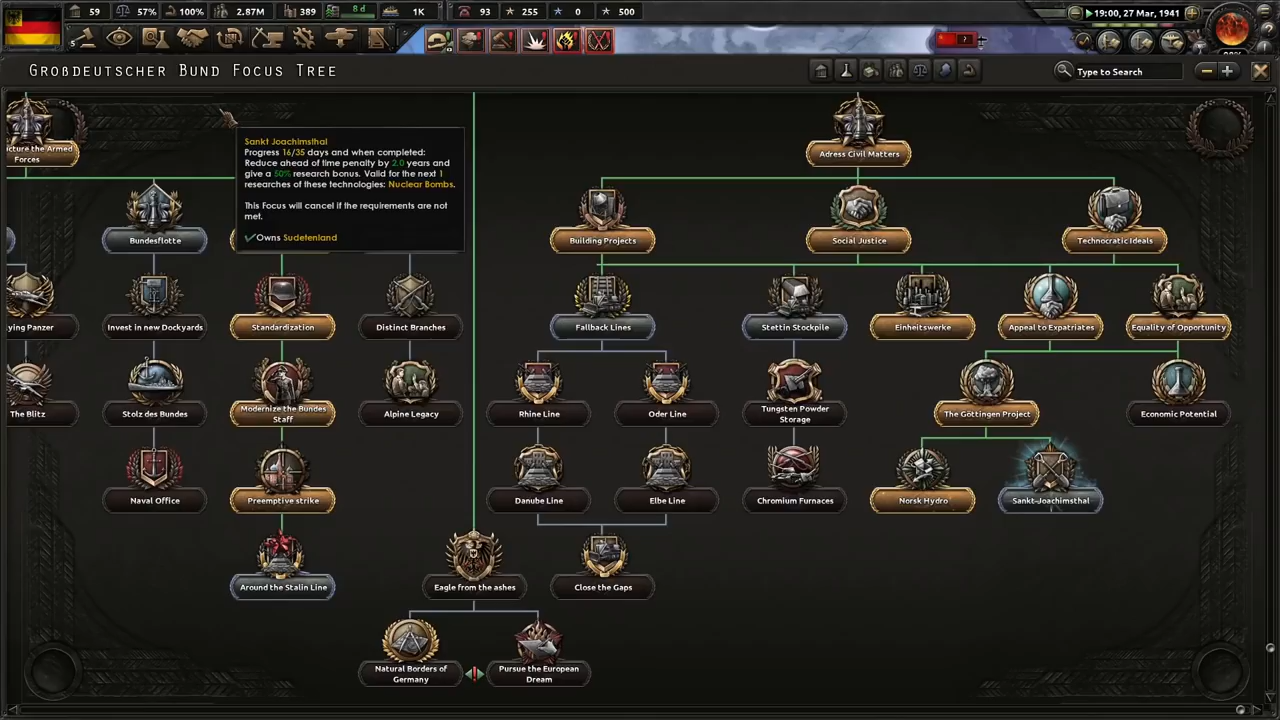 59 57% 100% 2.87M 389 8 d 1K 93 255 0 500 19:00, 27 Mar, 1941
5
?
Großdeutscher Bund Focus Tree
Type to Search
Sankt Joachimsthal
Progress 16/35 days and when completed:
Reduce ahead of time penalty by 2.0 years and
give a 50% research bonus. Valid for the next 1
researches of these technologies: Nuclear Bombs.
This Focus will cancel if the requirements are not
met.
Owns Sudetenland
cture the Armed
Forces
Adress Civil Matters
Bundesflotte
Building Projects
Social Justice
Technocratic Ideals
ying Panzer
Invest in new Dockyards
Standardization
Distinct Branches
Fallback Lines
Stettin Stockpile
Einheitswerke
Appeal to Expatriates
Equality of Opportunity
The Blitz
Stolz des Bundes
Modernize the Bundes
Staff
Alpine Legacy
Rhine Line
Oder Line
Tungsten Powder
Storage
The Göttingen Project
Economic Potential
Naval Office
Preemptive strike
Danube Line
Elbe Line
Chromium Furnaces
Norsk Hydro
Sankt Joachimsthal
Around the Stalin Line
Eagle from the ashes
Close the Gaps
Natural Borders of
Germany
Pursue the European
Dream